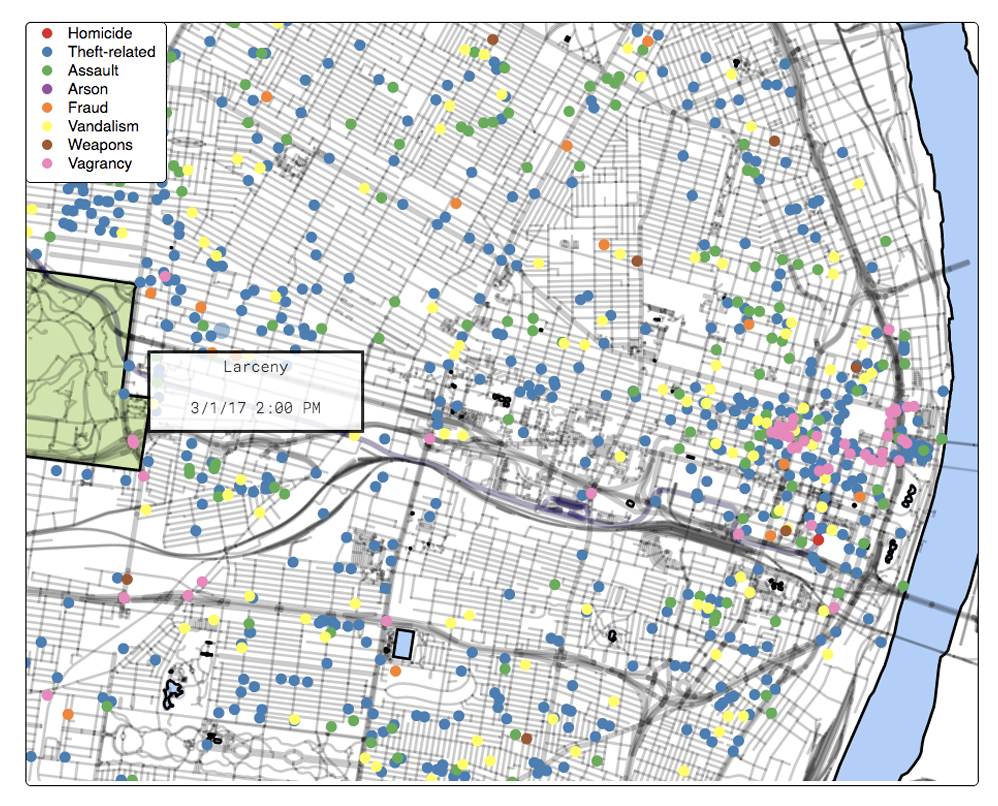 Homicide
Theft-related
Assault
Arson
Fraud
Vandalism
Weapons
Vagrancy
Larceny
3/1/17 2:00 PM